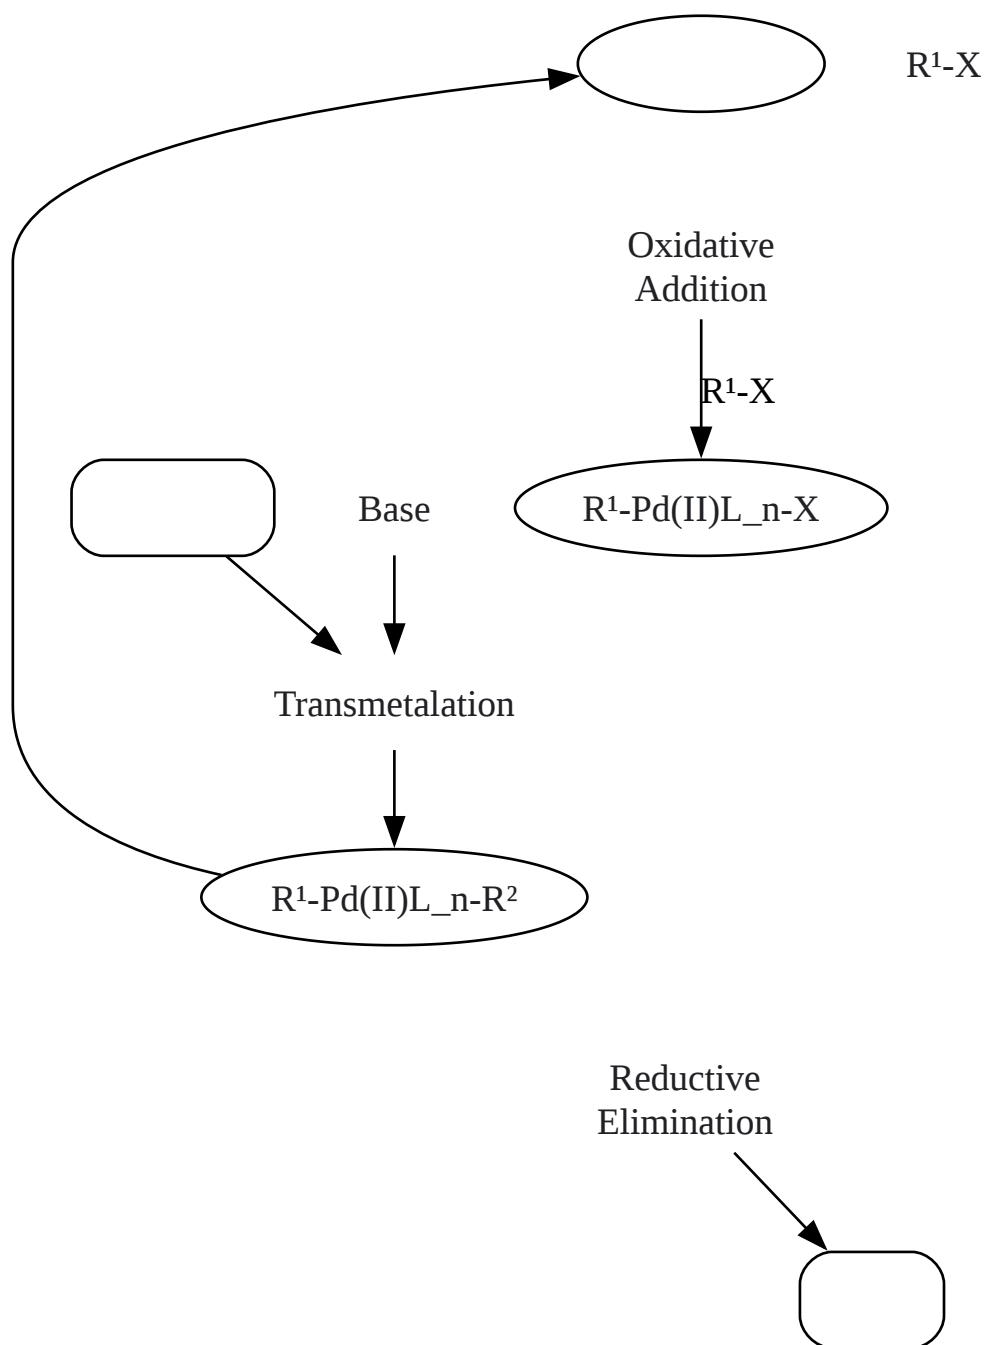 R¹-X
Oxidative
Addition
R¹-X
Base
R¹-Pd(II)L_n-X
Transmetalation
R¹-Pd(II)L_n-R²
Reductive
Elimination